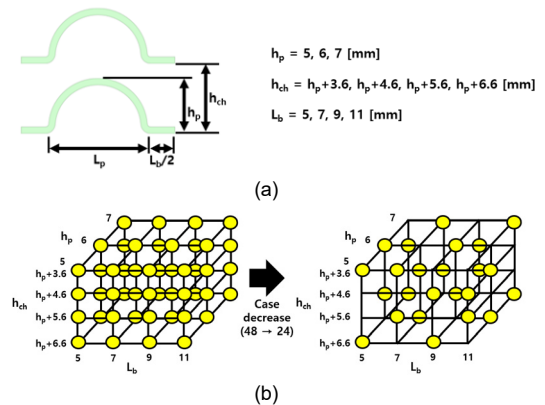 h_p = 5, 6, 7 [mm]
h_ch = h_p+3.6, h_p+4.6, h_p+5.6, h_p+6.6 [mm]
L_b = 5, 7, 9, 11 [mm]
h_ch
h_p
L_p
L_b/2
(a)
7
h_p 6
5
h_p+3.6
h_p+4.6
h_ch
h_p+5.6
h_p+6.6
5 7 9 11
L_b
Case
decrease
(48 → 24)
7
h_p 6
5
h_p+3.6
h_p+4.6
h_ch
h_p+5.6
h_p+6.6
5 7 9 11
L_b
(b)